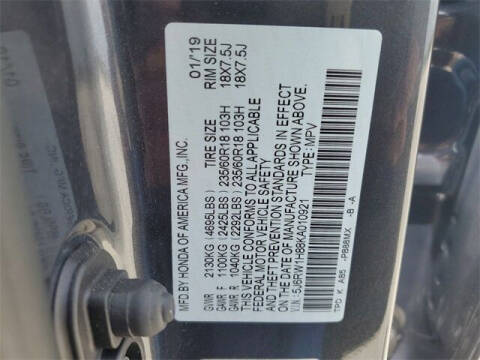 MFD. BY HONDA OF AMERICA MFG.,INC. 01/'19
GVWR 2130KG (4695LBS) TIRE SIZE RIM SIZE
GAWR F 1100KG (2425LBS) 235/60R18 103H 18X7.5J
GAWR R 1040KG (2292LBS) 235/60R18 103H 18X7.5J
THIS VEHICLE CONFORMS TO ALL APPLICABLE
FEDERAL MOTOR VEHICLE SAFETY
AND THEFT PREVENTION STANDARDS IN EFFECT
ON THE DATE OF MANUFACTURE SHOWN ABOVE.
V.I.N.: 5J6RW1H88KA010921 TYPE: MPV
TPD K A85 -PB88MX -B -A